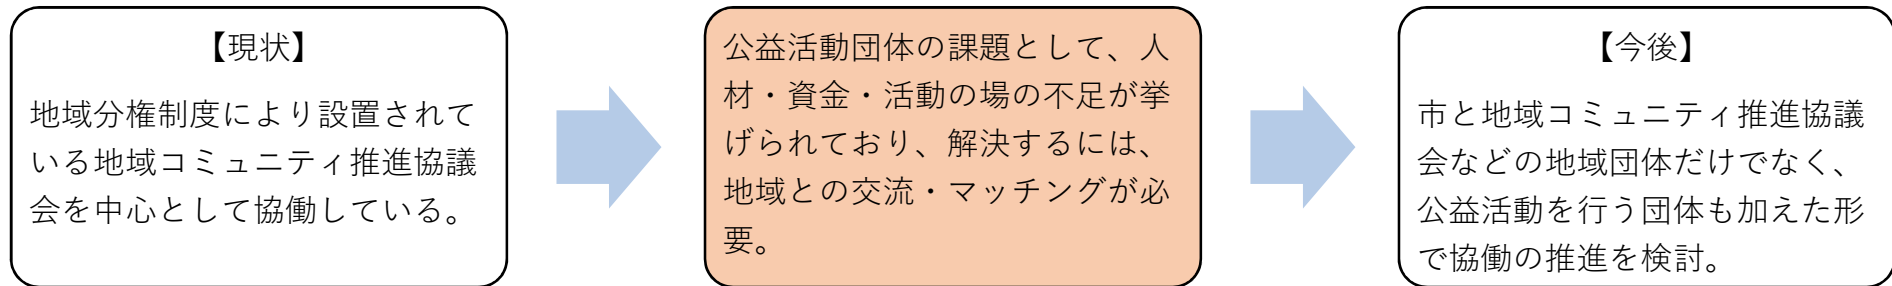 【現状】
地域分権制度により設置されて
いる地域コミュニティ推進協議
会を中心として協働している。
公益活動団体の課題として、人
材・資金・活動の場の不足が挙
げられており、解決するには、
地域との交流・マッチングが必
要。
【今後】
市と地域コミュニティ推進協議
会などの地域団体だけでなく、
公益活動を行う団体も加えた形
で協働の推進を検討。